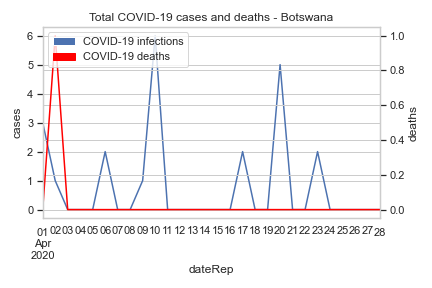 Total COVID-19 cases and deaths - Botswana
COVID-19 infections
COVID-19 deaths
6
5
4
3
2
1
0
cases
1.0
0.8
0.6
0.4
0.2
0.0
deaths
01 02 03 04 05 06 07 08 09 10 11 12 13 14 15 16 17 18 19 20 21 22 23 24 25 26 27 28
Apr
2020
dateRep